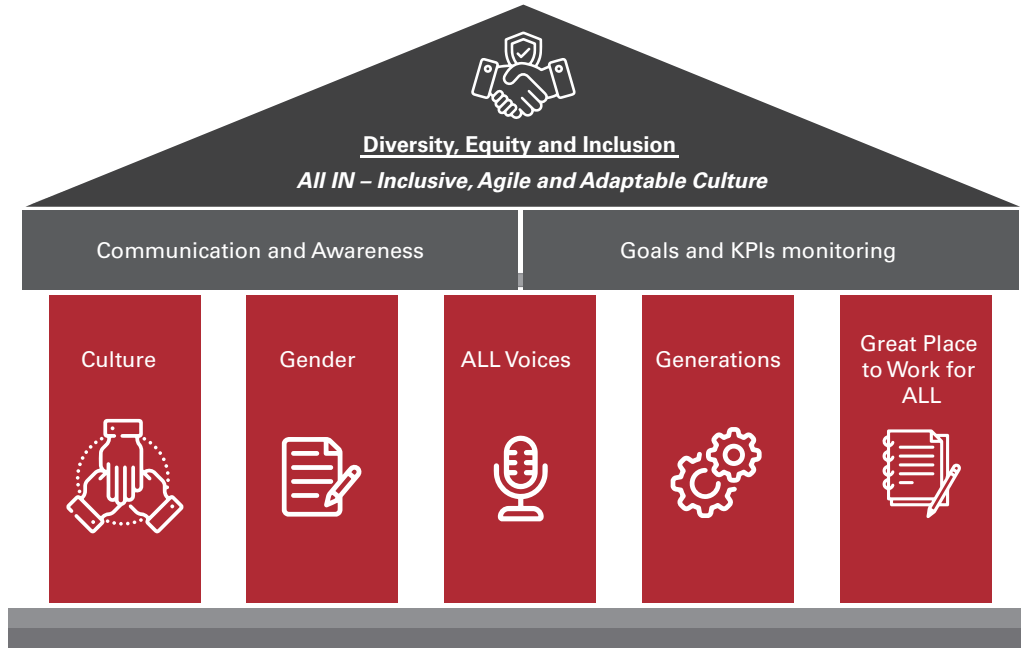 Diversity, Equity and Inclusion
All IN – Inclusive, Agile and Adaptable Culture
Communication and Awareness
Goals and KPIs monitoring
Culture
Gender
ALL Voices
Generations
Great Place
to Work for
ALL